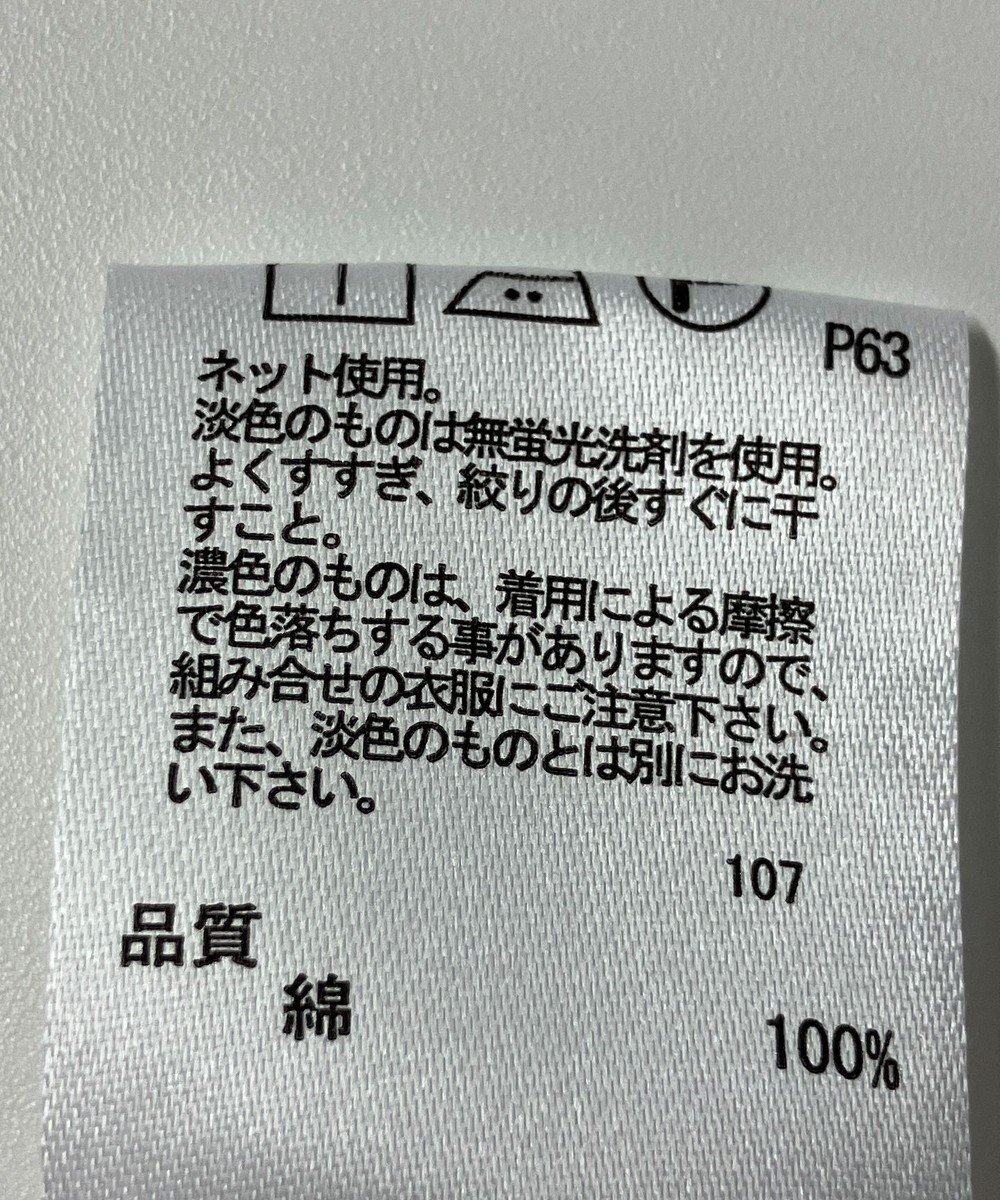 P63
ネット使用。
淡色のものは無蛍光洗剤を使用。
よくすすぎ、絞りの後すぐに干
すこと。
濃色のものは、着用による摩擦
で色落ちする事がありますので、
組み合せの衣服にご注意下さい。
また、淡色のものとは別にお洗
い下さい。
107
品質
綿 100%